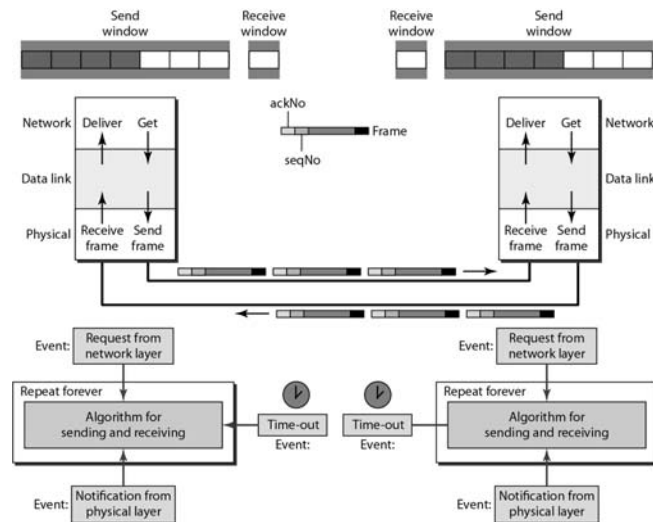 Send
window
Receive
window
Receive
window
Send
window
Network
Deliver
Get
ackNo
Frame
seqNo
Deliver
Get
Network
Data link
Data link
Physical
Receive
frame
Send
frame
Receive
frame
Send
frame
Physical
Event:
Request from
network layer
Event:
Request from
network layer
Repeat forever
Algorithm for
sending and receiving
Time-out
Event:
Time-out
Event:
Repeat forever
Algorithm for
sending and receiving
Event:
Notification from
physical layer
Event:
Notification from
physical layer